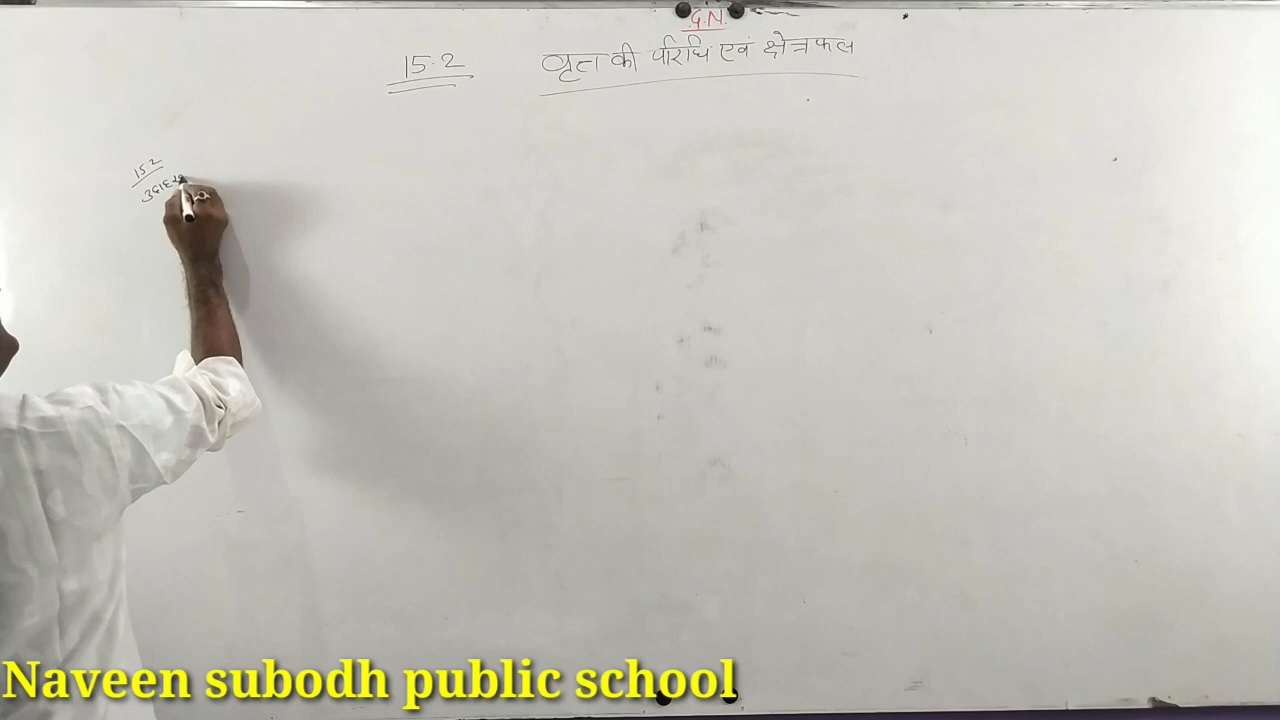 G.N.
15.2 वृत्त की परिधि एवं क्षेत्रफल
15.2
Naveen subodh public school